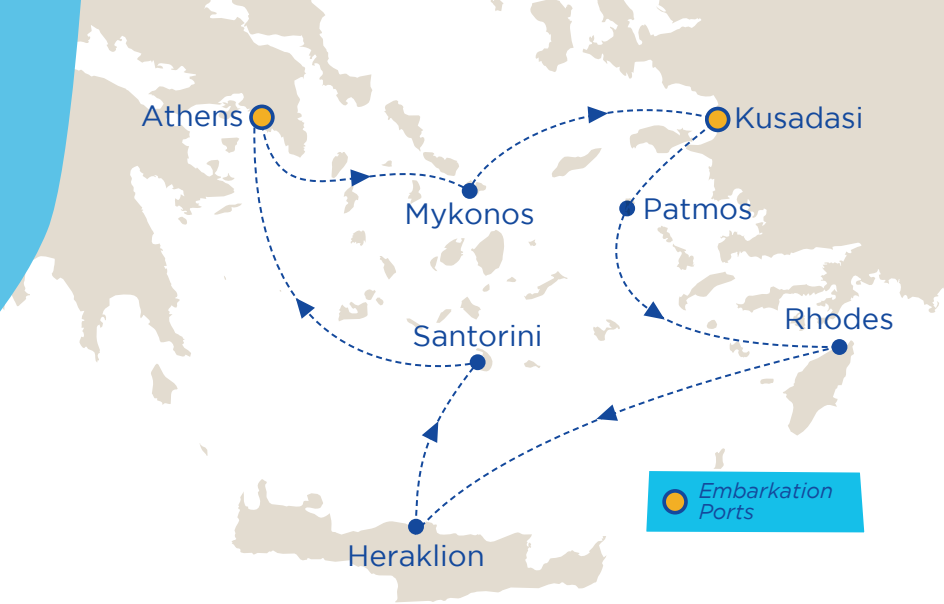 Athens
Kusadasi
Mykonos
Patmos
Rhodes
Santorini
Embarkation
Ports
Heraklion